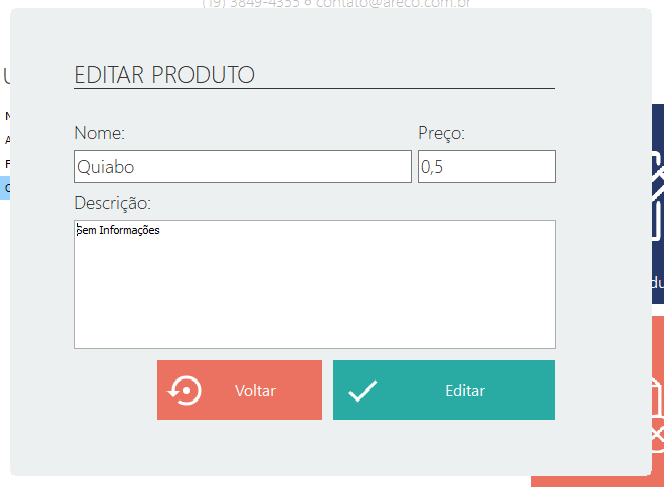 (19) 3849-4355 • contato@areco.com.br
EDITAR PRODUTO
Nome:
Preço:
Quiabo
0,5
Descrição:
Sem Informações
Voltar
Editar